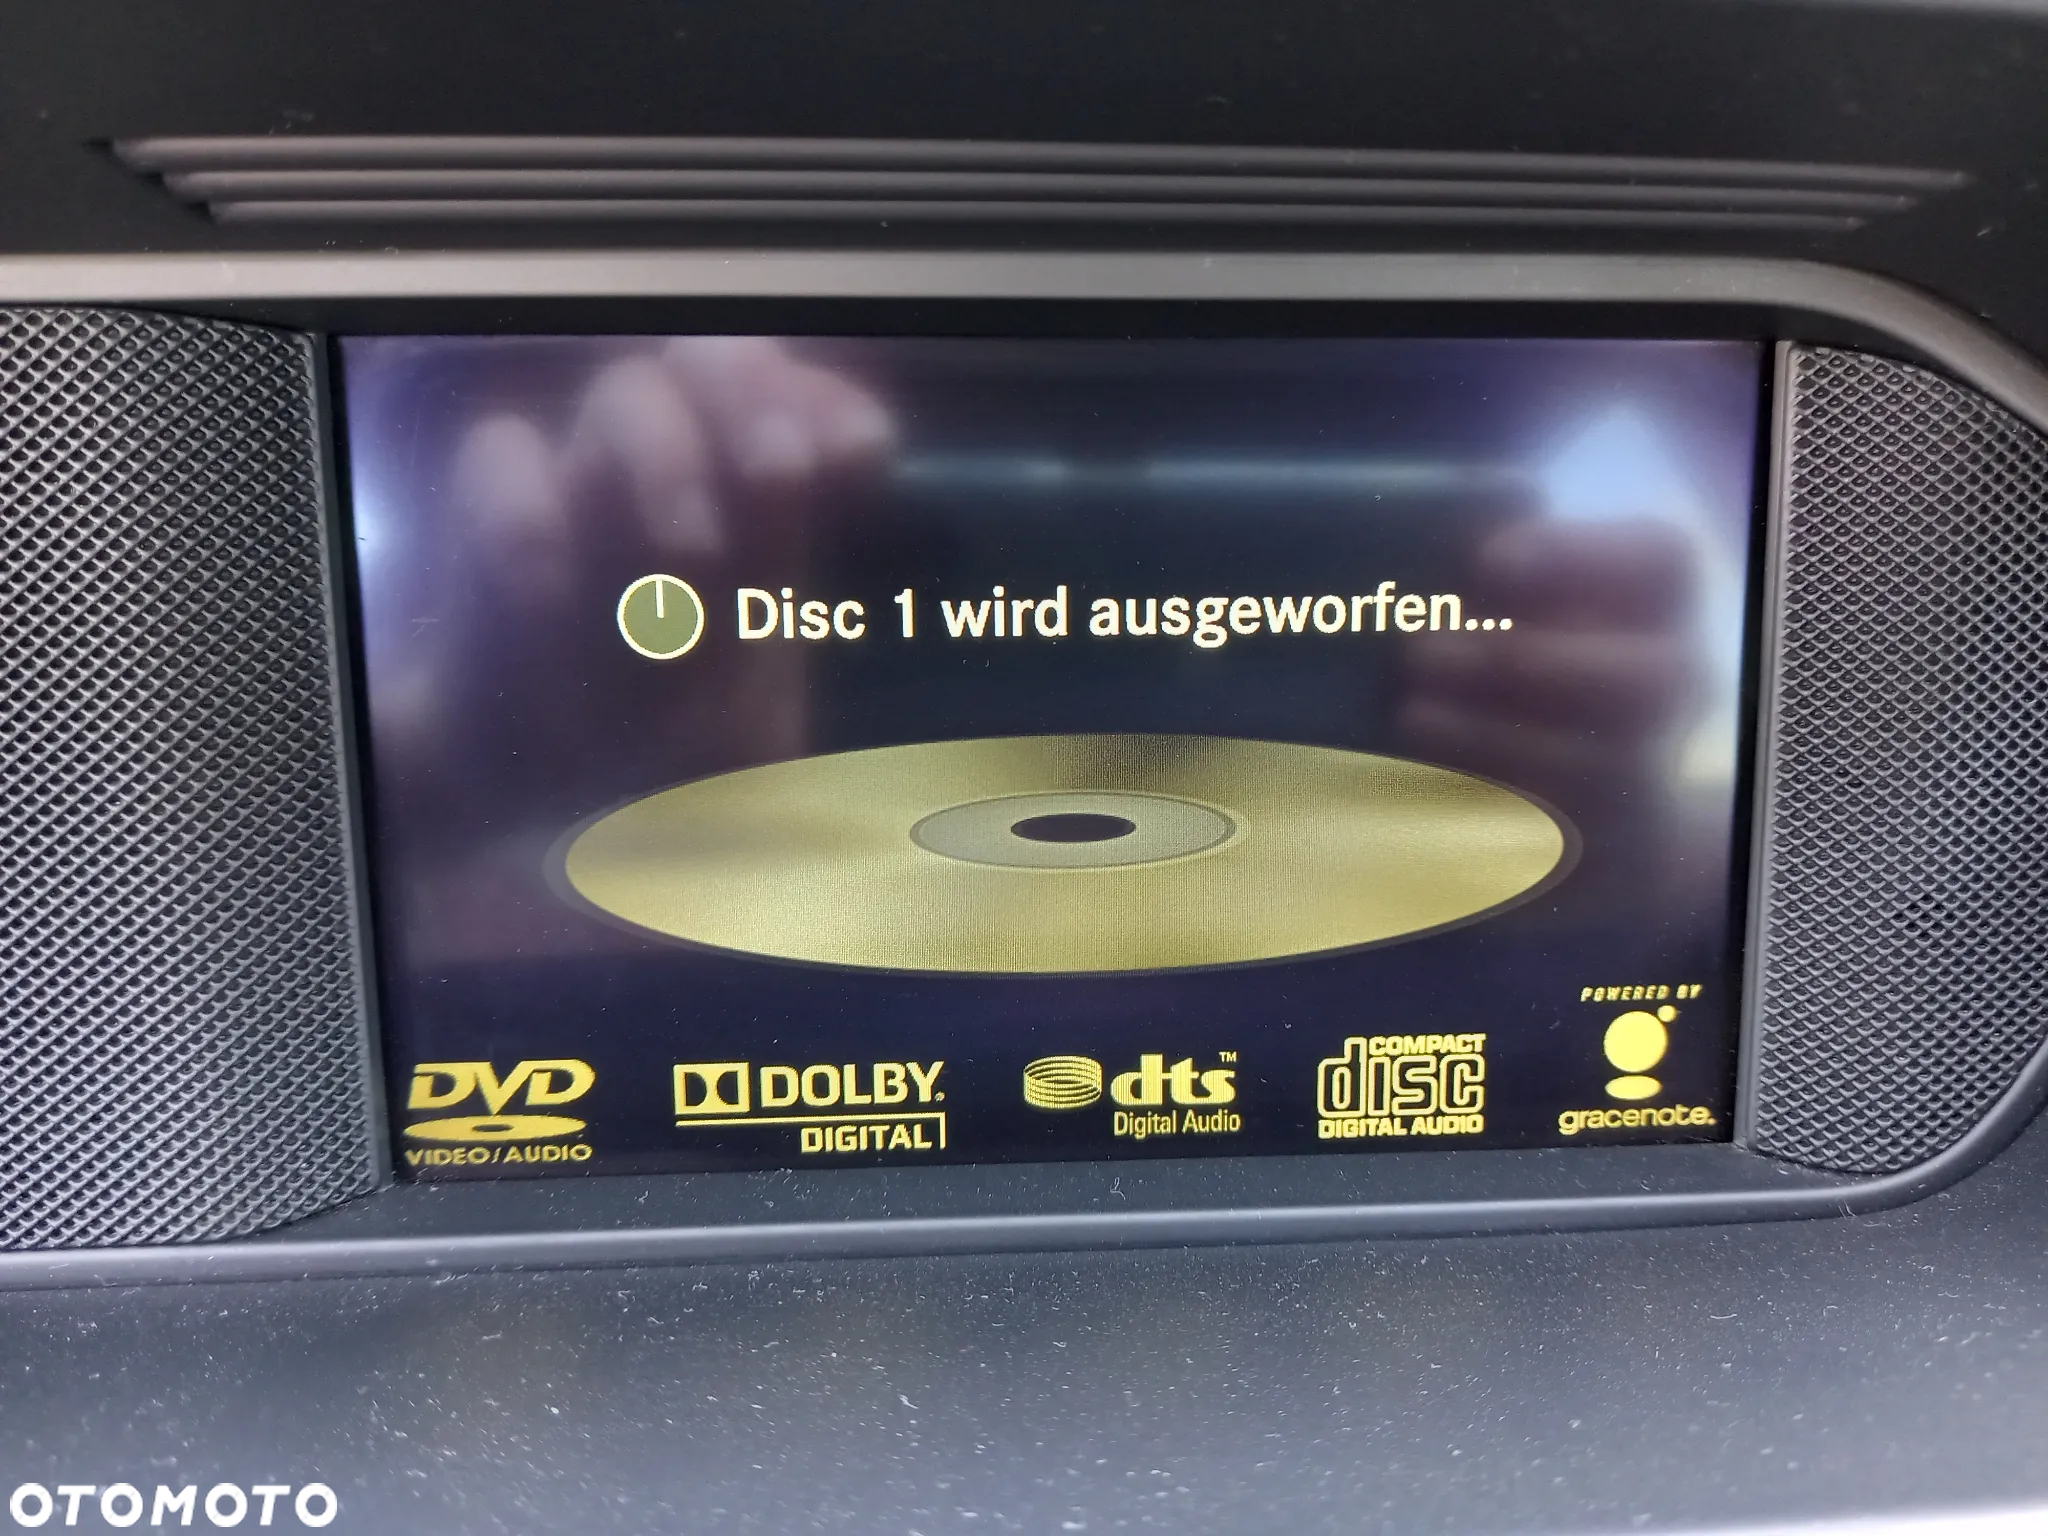 Disc 1 wird ausgeworfen...
DVD
VIDEO/AUDIO
DOLBY
DIGITAL
dts™
Digital Audio
COMPACT
disc
DIGITAL AUDIO
POWERED BY
gracenote.
OTOMOTO